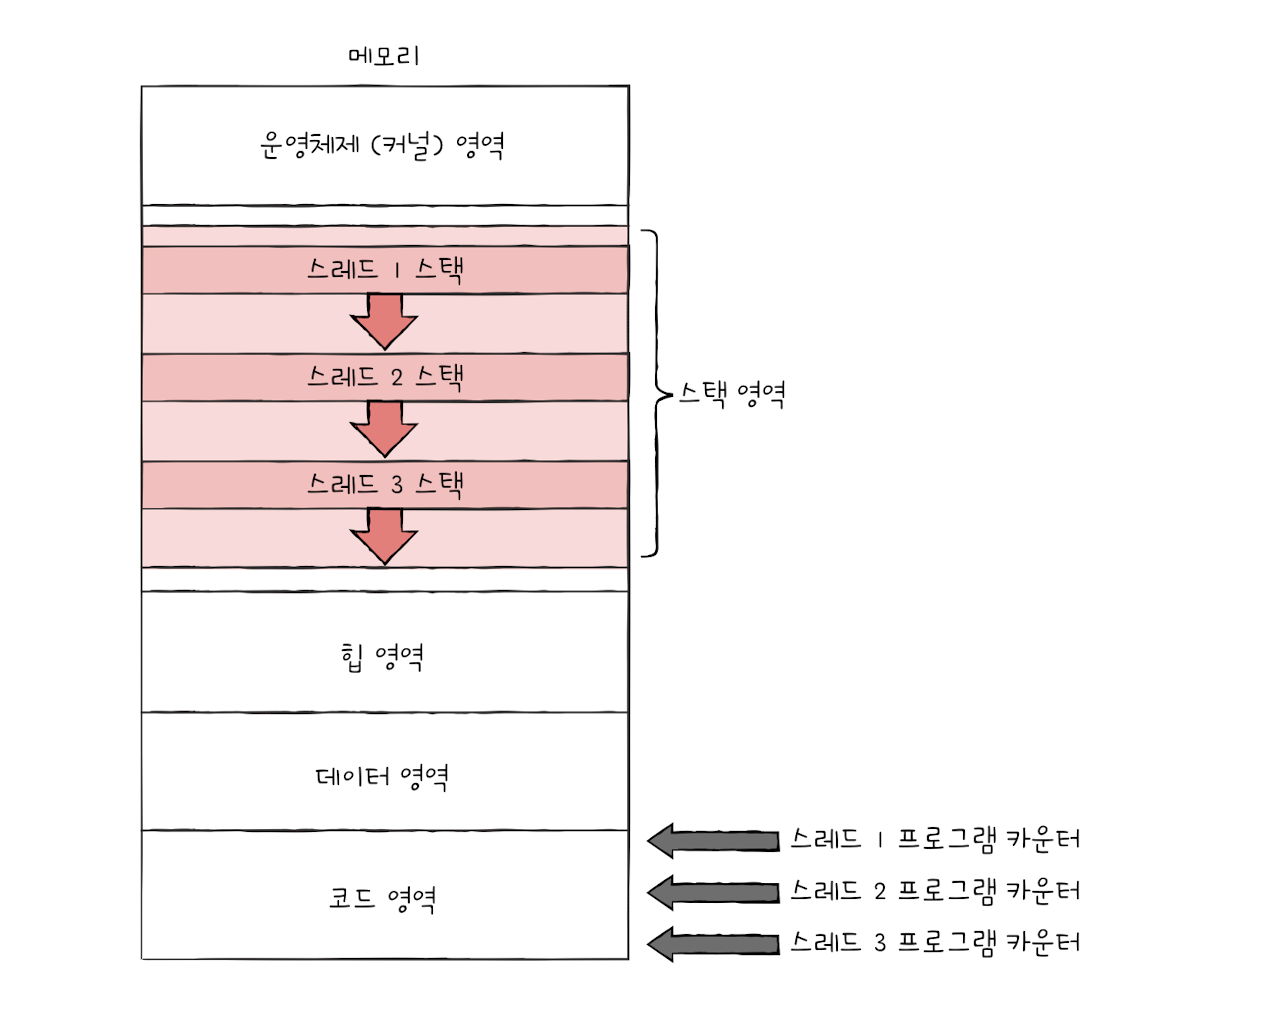 메모리
운영체제 (커널) 영역
스레드 1 스택
스레드 2 스택
스택 영역
스레드 3 스택
힙 영역
데이터 영역
스레드 1 프로그램 카운터
스레드 2 프로그램 카운터
코드 영역
스레드 3 프로그램 카운터